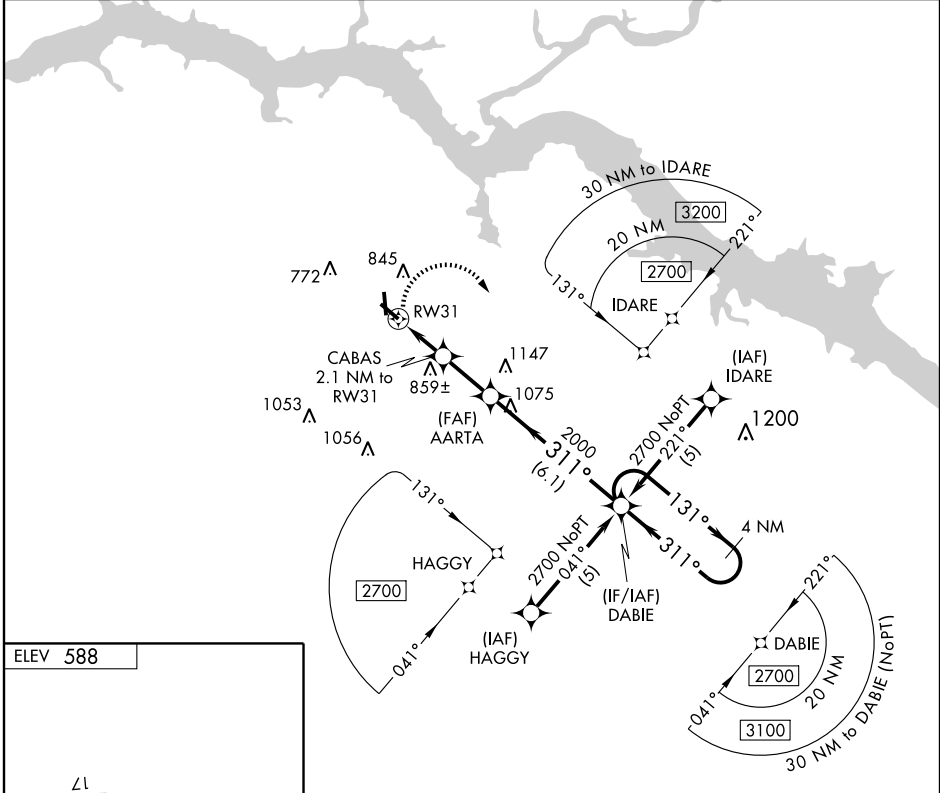 30 NM to IDARE
3200
20 NM
2700
221°
131°
IDARE
772
845
RW31
CABAS
2.1 NM to
RW31
859±
1147
1075
(FAF)
AARTA
1053
1056
(IAF)
IDARE
1200
2700 NoPT
221°
(5)
2000
311°
(6.1)
131°
311°
4 NM
131°
HAGGY
2700
041°
2700 NoPT
041°
(5)
(IAF)
HAGGY
(IF/IAF)
DABIE
221°
DABIE
2700
20 NM
041°
3100
30 NM to DABIE (NoPT)
ELEV 588
17